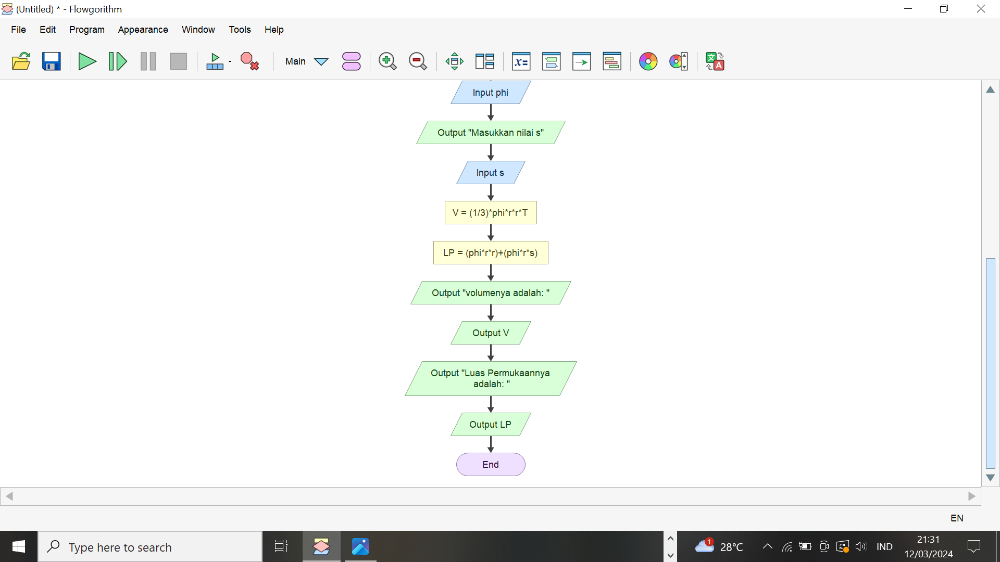 (Untitled) * - Flowgorithm
File Edit Program Appearance Window Tools Help
Main
x=
文
A
Input phi
Output "Masukkan nilai s"
Input s
V = (1/3)*phi*r*r*T
LP = (phi*r*r)+(phi*r*s)
Output "volumenya adalah: "
Output V
Output "Luas Permukaannya
adalah: "
Output LP
End
EN
Type here to search
1
28°C
IND
21:31
12/03/2024